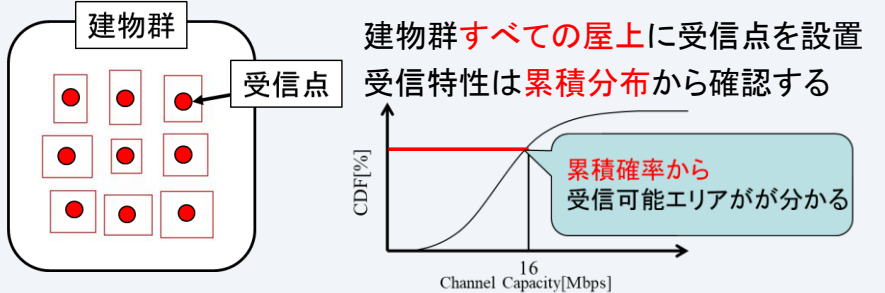 建物群
受信点
建物群すべての屋上に受信点を設置
受信特性は累積分布から確認する
CDF[%]
累積確率から
受信可能エリアがが分かる
16
Channel Capacity[Mbps]